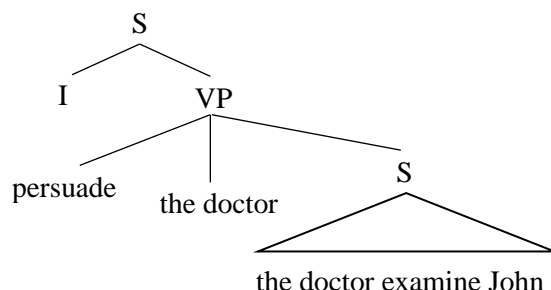 S
I
VP
persuade
the doctor
S
the doctor examine John